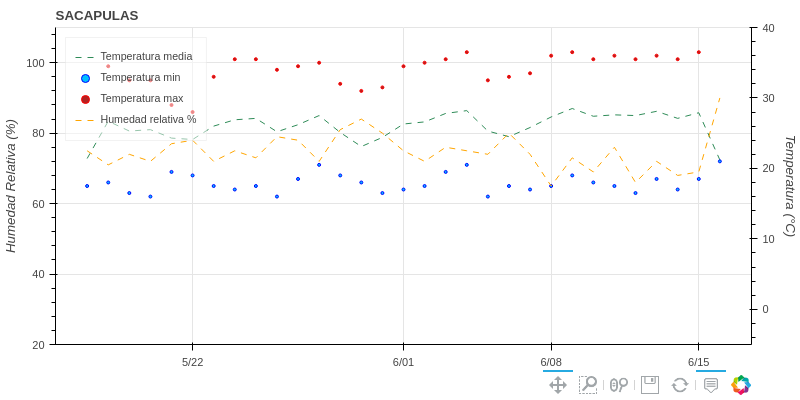 SACAPULAS
Temperatura media
Temperatura min
Temperatura max
Humedad relativa %
Humedad Relativa (%)
100
80
60
40
20
Temperatura (°C)
40
30
20
10
0
5/22
6/01
6/08
6/15